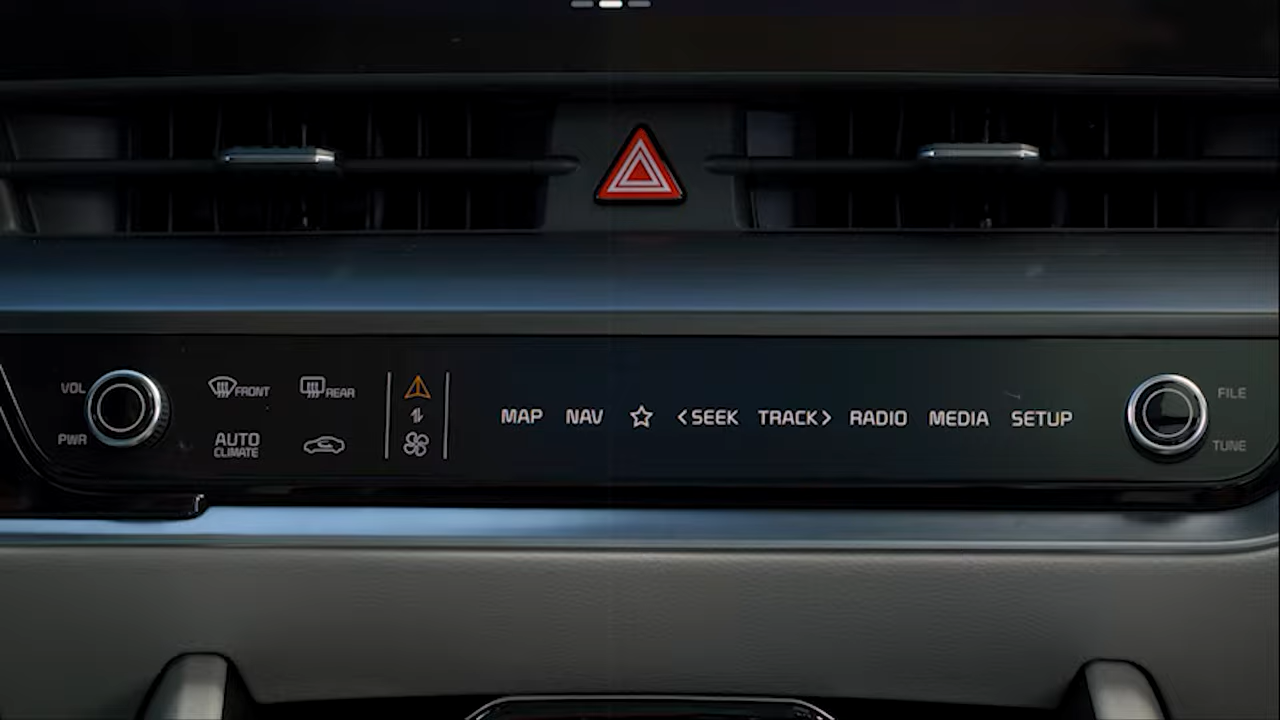 VOL
PWR
FRONT
REAR
AUTO
CLIMATE
MAP NAV <SEEK TRACK> RADIO MEDIA SETUP
FILE
TUNE